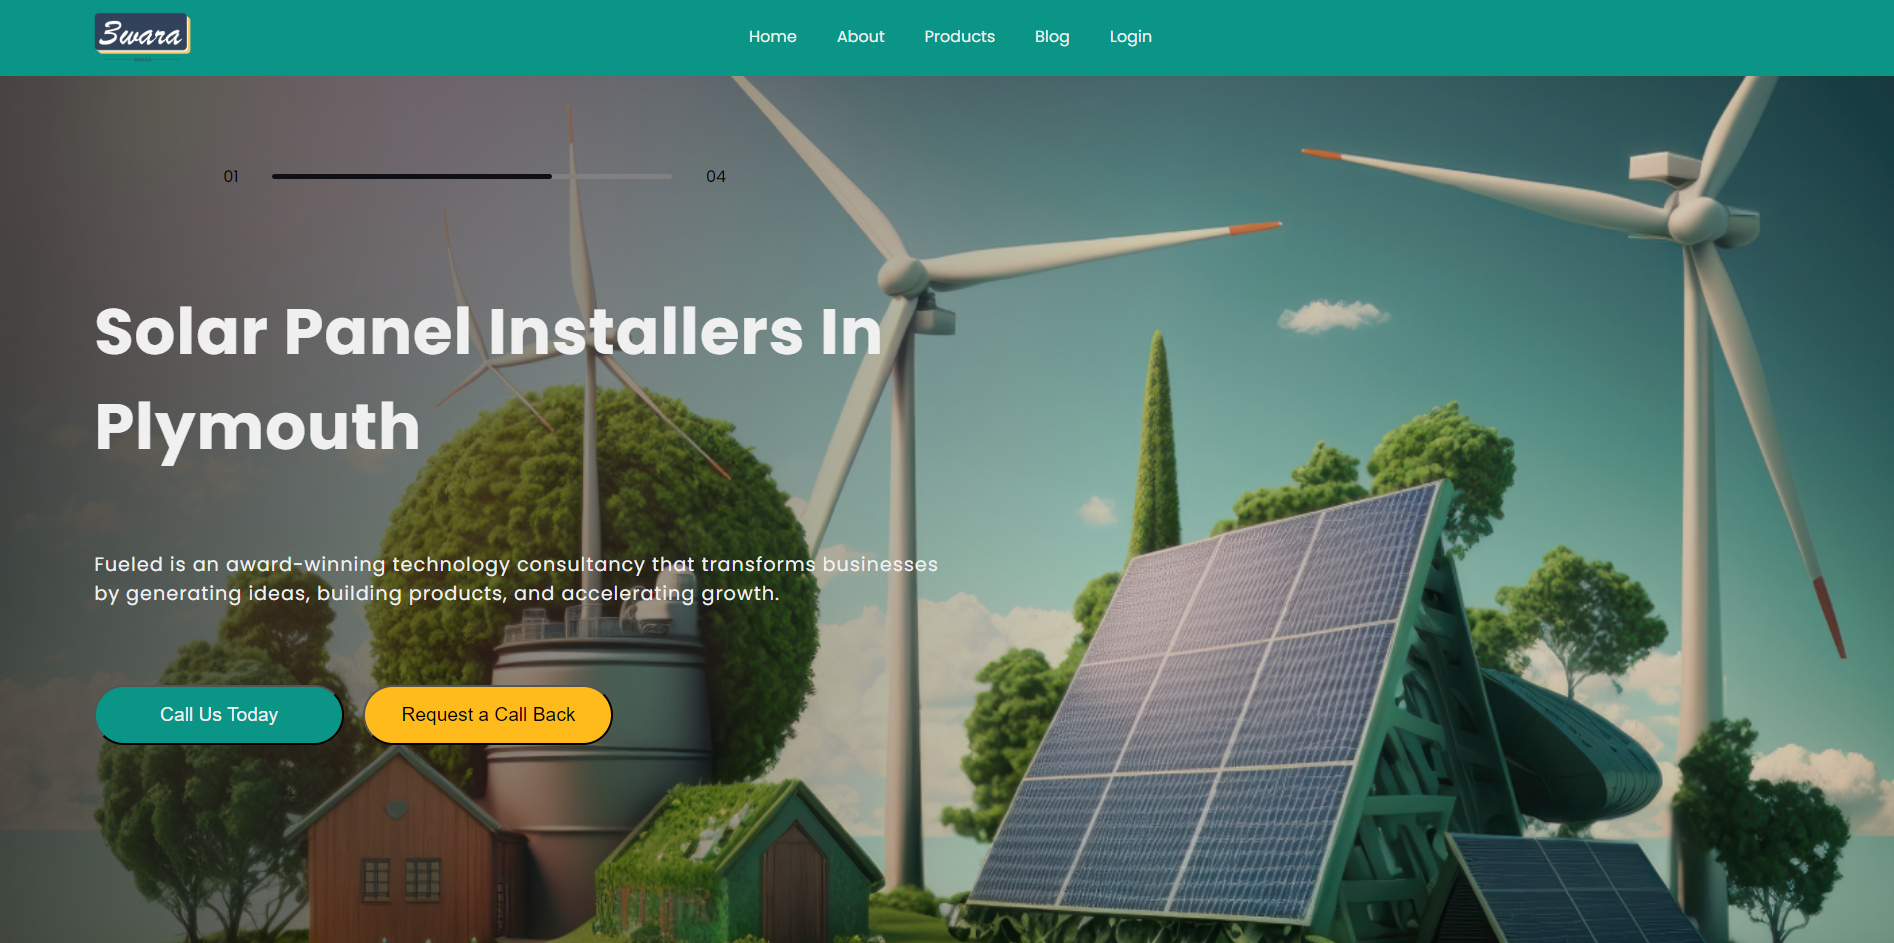 3wara
Home About Products Blog Login
01 04
Solar Panel Installers In
Plymouth
Fueled is an award-winning technology consultancy that transforms businesses
by generating ideas, building products, and accelerating growth.
Call Us Today Request a Call Back